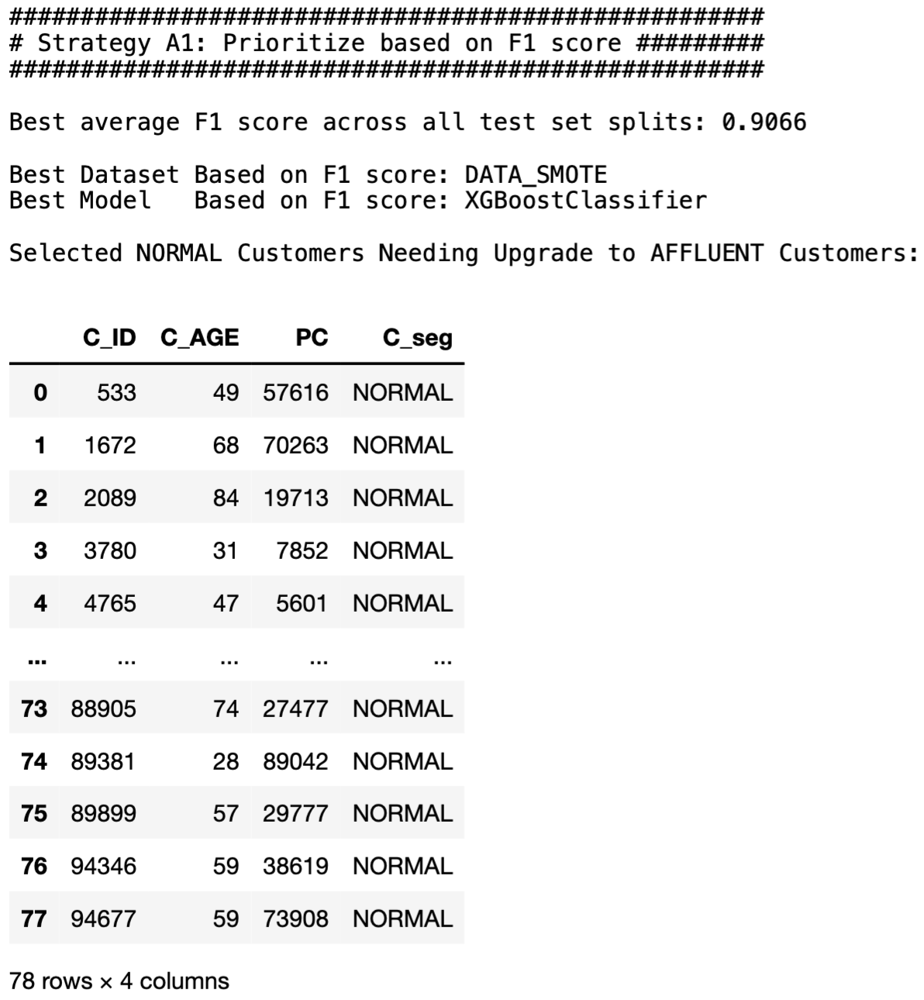 #####################################################
# Strategy A1: Prioritize based on F1 score #########
#####################################################
Best average F1 score across all test set splits: 0.9066
Best Dataset Based on F1 score: DATA_SMOTE
Best Model   Based on F1 score: XGBoostClassifier
Selected NORMAL Customers Needing Upgrade to AFFLUENT Customers:
C_ID C_AGE PC C_seg
0 533 49 57616 NORMAL
1 1672 68 70263 NORMAL
2 2089 84 19713 NORMAL
3 3780 31 7852 NORMAL
4 4765 47 5601 NORMAL
... ... ... ... ...
73 88905 74 27477 NORMAL
74 89381 28 89042 NORMAL
75 89899 57 29777 NORMAL
76 94346 59 38619 NORMAL
77 94677 59 73908 NORMAL
78 rows × 4 columns